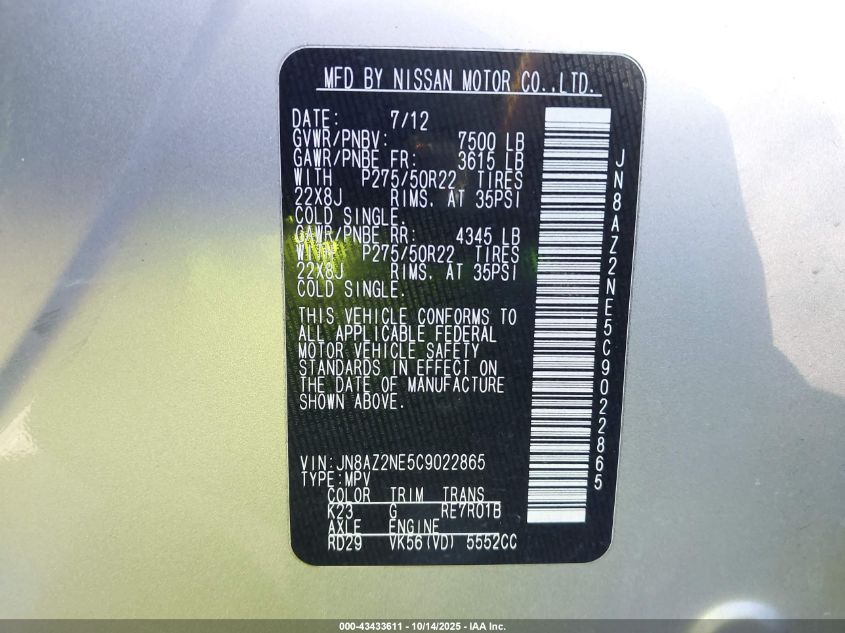 MFD BY NISSAN MOTOR CO.,LTD.
DATE: 7/12
GVWR/PNBV: 7500 LB
GAWR/PNBE FR: 3615 LB
WITH P275/50R22 TIRES
22X8J RIMS. AT 35PSI
COLD SINGLE.
GAWR/PNBE RR: 4345 LB
WITH P275/50R22 TIRES
22X8J RIMS. AT 35PSI
COLD SINGLE.
THIS VEHICLE CONFORMS TO
ALL APPLICABLE FEDERAL
MOTOR VEHICLE SAFETY
STANDARDS IN EFFECT ON
THE DATE OF MANUFACTURE
SHOWN ABOVE.
VIN:JN8AZ2NE5C9022865
TYPE:MPV
COLOR TRIM TRANS
K23 G RE7R01B
AXLE ENGINE
RD29 VK56(VD) 5552CC
JN8AZ2NE5C9022865
000-43433611 - 10/14/2025 - IAA Inc.